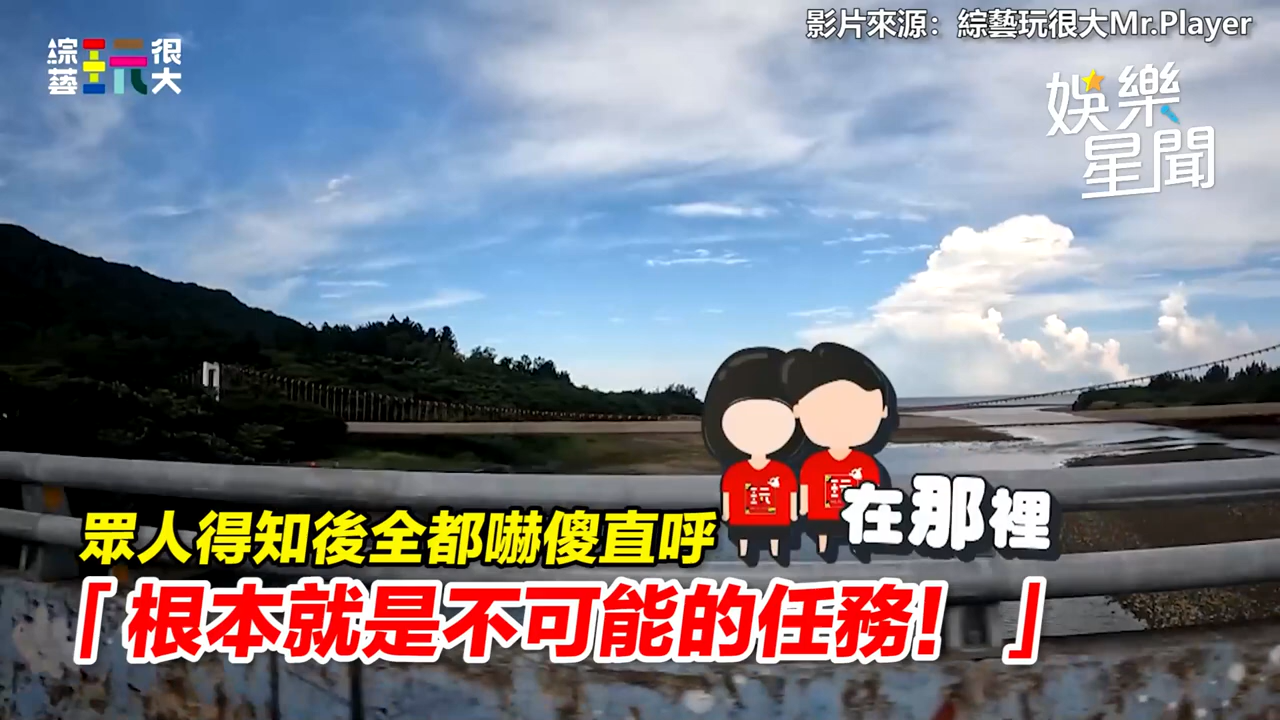 影片來源：綜藝玩很大Mr.Player
綜藝玩很大
娛樂星聞
玩
玩
在那裡
眾人得知後全都嚇傻直呼
「根本就是不可能的任務！」